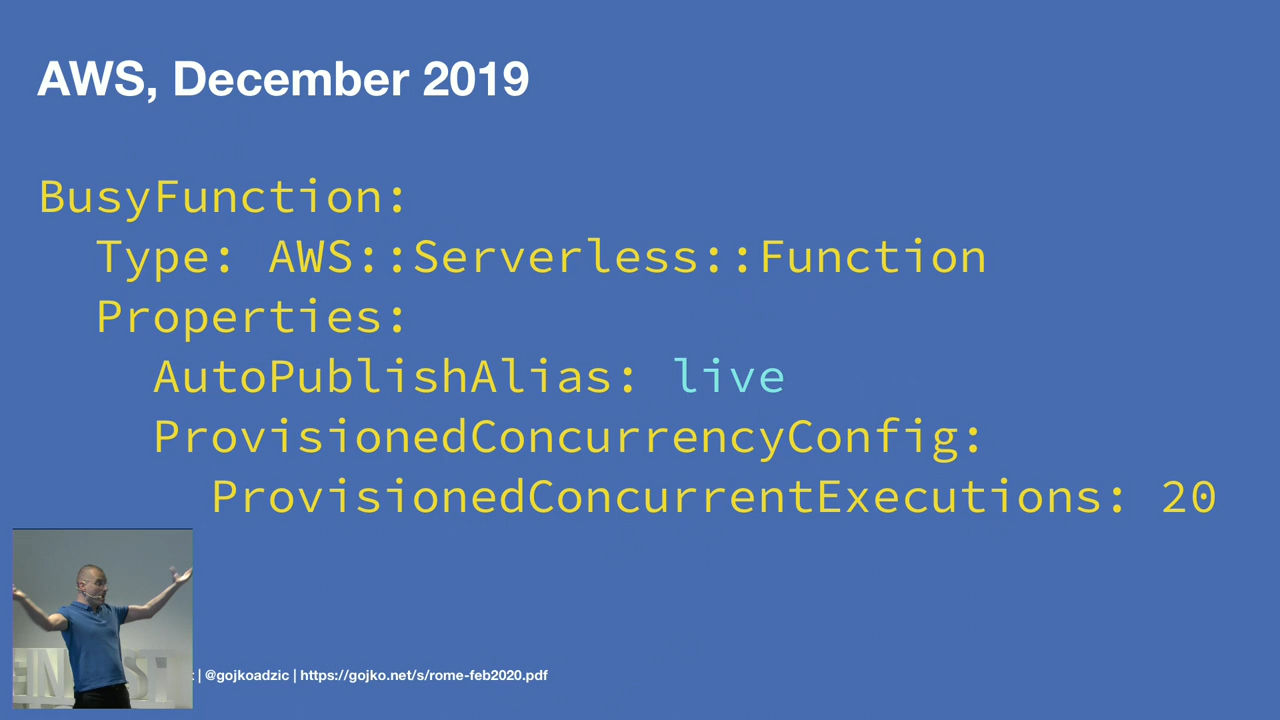 AWS, December 2019
BusyFunction:
Type: AWS::Serverless::Function
Properties:
AutoPublishAlias: live
ProvisionedConcurrencyConfig:
ProvisionedConcurrentExecutions: 20
| @gojkoadzic | https://gojko.net/s/rome-feb2020.pdf